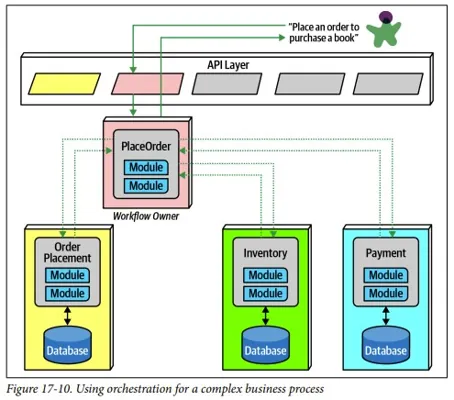 "Place an order to
purchase a book"
API Layer
PlaceOrder
Module
Module
Workflow Owner
Order
Placement
Module
Module
Database
Inventory
Module
Module
Database
Payment
Module
Module
Database
Figure 17-10. Using orchestration for a complex business process